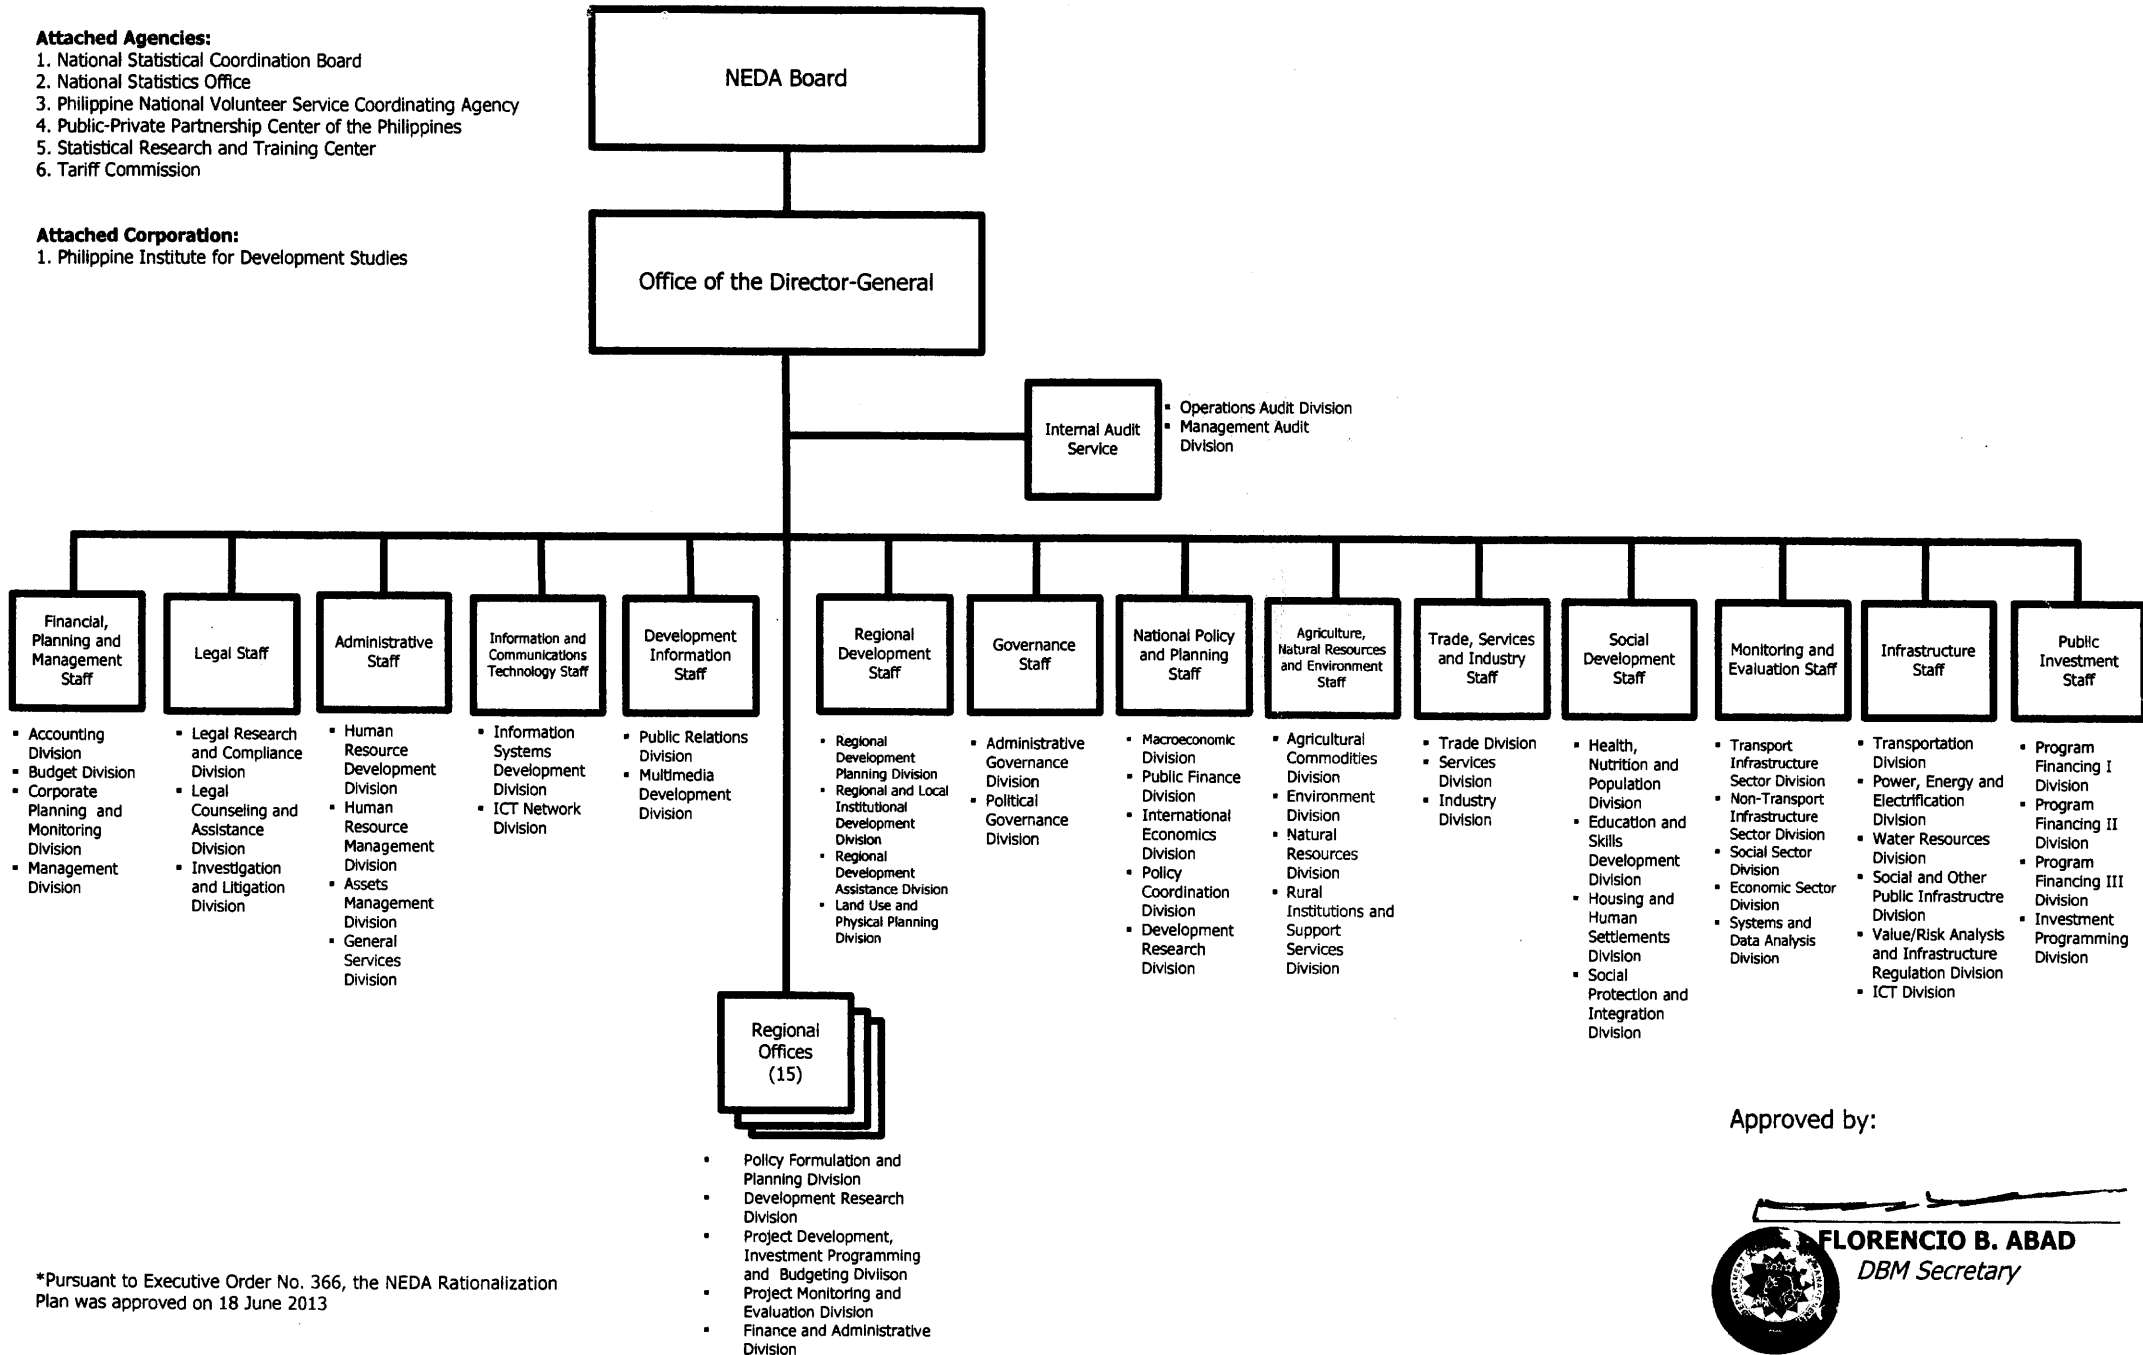 Attached Agencies:
1. National Statistical Coordination Board
2. National Statistics Office
3. Philippine National Volunteer Service Coordinating Agency
4. Public-Private Partnership Center of the Philippines
5. Statistical Research and Training Center
6. Tariff Commission
Attached Corporation:
1. Philippine Institute for Development Studies
NEDA Board
Office of the Director-General
Internal Audit
Service
▪ Operations Audit Division
▪ Management Audit
Division
Financial,
Planning and
Management
Staff
▪ Accounting
Division
▪ Budget Division
▪ Corporate
Planning and
Monitoring
Division
▪ Management
Division
Legal Staff
▪ Legal Research
and Compliance
Division
▪ Legal
Counseling and
Assistance
Division
▪ Investigation
and Litigation
Division
Administrative
Staff
▪ Human
Resource
Development
Division
▪ Human
Resource
Management
Division
▪ Assets
Management
Division
▪ General
Services
Division
Information and
Communications
Technology Staff
▪ Information
Systems
Development
Division
▪ ICT Network
Division
Development
Information
Staff
▪ Public Relations
Division
▪ Multimedia
Development
Division
Regional
Development
Staff
▪ Regional
Development
Planning Division
▪ Regional and Local
Institutional
Development
Division
▪ Regional
Development
Assistance Division
▪ Land Use and
Physical Planning
Division
Governance
Staff
▪ Administrative
Governance
Division
▪ Political
Governance
Division
National Policy
and Planning
Staff
▪ Macroeconomic
Division
▪ Public Finance
Division
▪ International
Economics
Division
▪ Policy
Coordination
Division
▪ Development
Research
Division
Agriculture,
Natural Resources
and Environment
Staff
▪ Agricultural
Commodities
Division
▪ Environment
Division
▪ Natural
Resources
Division
▪ Rural
Institutions and
Support
Services
Division
Trade, Services
and Industry
Staff
▪ Trade Division
▪ Services
Division
▪ Industry
Division
Social
Development
Staff
▪ Health,
Nutrition and
Population
Division
▪ Education and
Skills
Development
Division
▪ Housing and
Human
Settlements
Division
▪ Social
Protection and
Integration
Division
Monitoring and
Evaluation Staff
▪ Transport
Infrastructure
Sector Division
▪ Non-Transport
Infrastructure
Sector Division
▪ Social Sector
Division
▪ Economic Sector
Division
▪ Systems and
Data Analysis
Division
Infrastructure
Staff
▪ Transportation
Division
▪ Power, Energy and
Electrification
Division
▪ Water Resources
Division
▪ Social and Other
Public Infrastructre
Division
▪ Value/Risk Analysis
and Infrastructure
Regulation Division
▪ ICT Division
Public
Investment
Staff
▪ Program
Financing I
Division
▪ Program
Financing II
Division
▪ Program
Financing III
Division
▪ Investment
Programming
Division
Regional
Offices
(15)
▪ Policy Formulation and
Planning Division
▪ Development Research
Division
▪ Project Development,
Investment Programming
and Budgeting Diviison
▪ Project Monitoring and
Evaluation Division
▪ Finance and Administrative
Division
*Pursuant to Executive Order No. 366, the NEDA Rationalization
Plan was approved on 18 June 2013
Approved by:
FLORENCIO B. ABAD
DBM Secretary